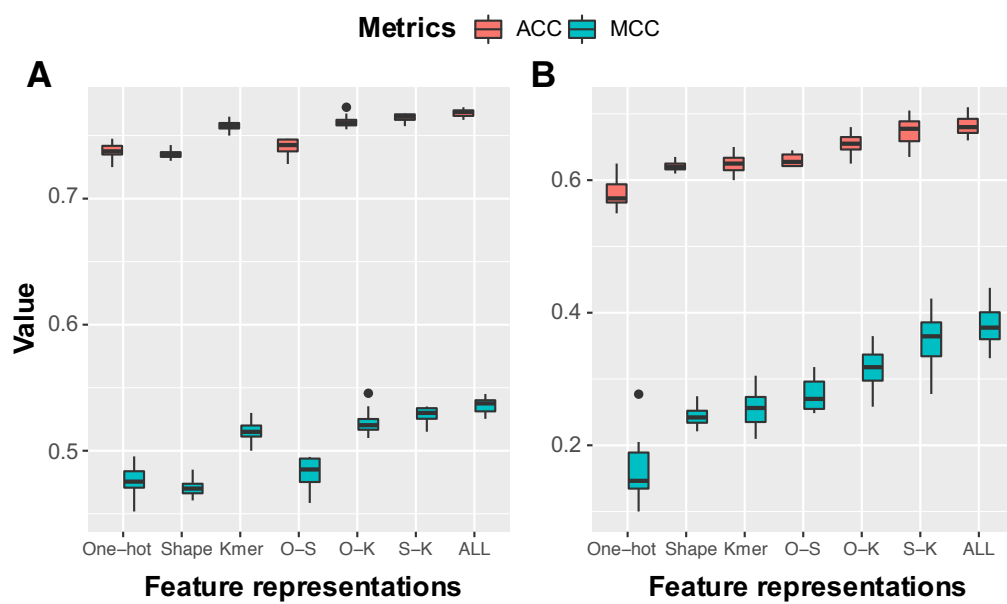 Metrics ACC MCC
A B
Value
0.7
0.6
0.5
0.6
0.4
0.2
One−hot Shape Kmer O−S O−K S−K ALL
One−hot Shape Kmer O−S O−K S−K ALL
Feature representations Feature representations